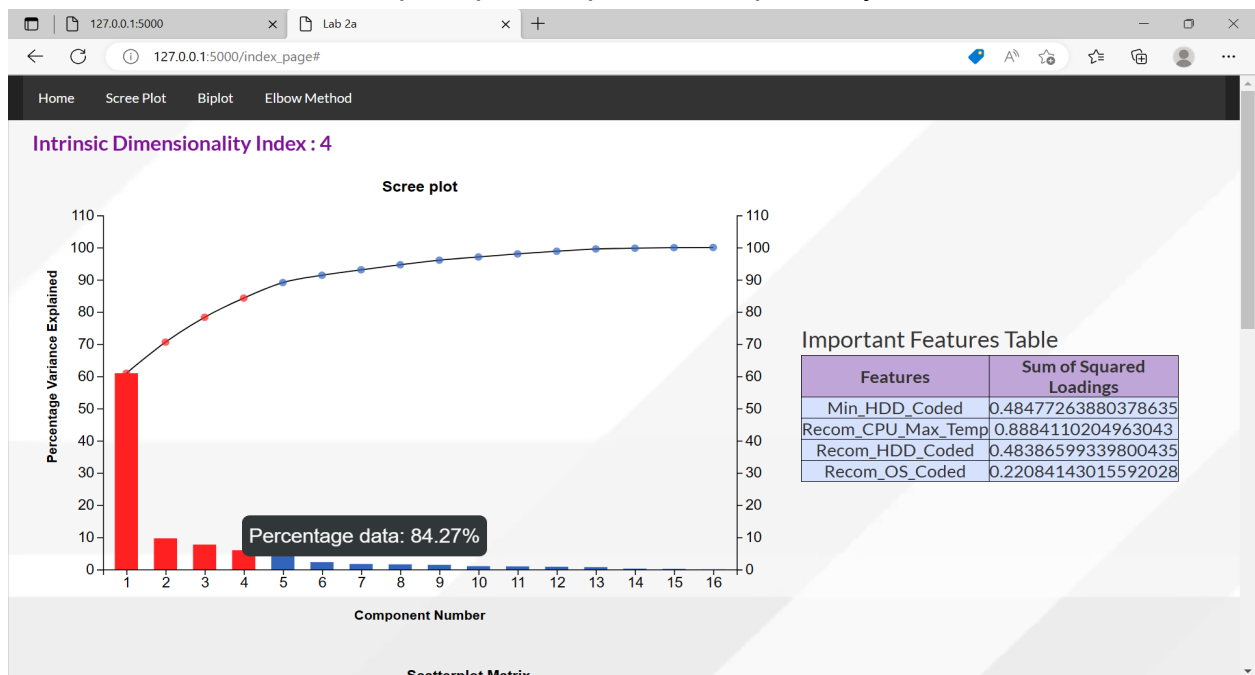 127.0.0.1:5000
Lab 2a
127.0.0.1:5000/index_page#
Home Scree Plot Biplot Elbow Method
Intrinsic Dimensionality Index : 4
Scree plot
110 110
100 100
90 90
80 80
70 70
60 60
50 50
40 40
30 30
20 20
10 10
0 0
Percentage Variance Explained
Percentage data: 84.27%
1 2 3 4 5 6 7 8 9 10 11 12 13 14 15 16
Component Number
Important Features Table
Features Sum of Squared Loadings
Min_HDD_Coded 0.48477263880378635
Recom_CPU_Max_Temp 0.8884110204963043
Recom_HDD_Coded 0.48386599339800435
Recom_OS_Coded 0.22084143015592028
Scatterplot Matrix